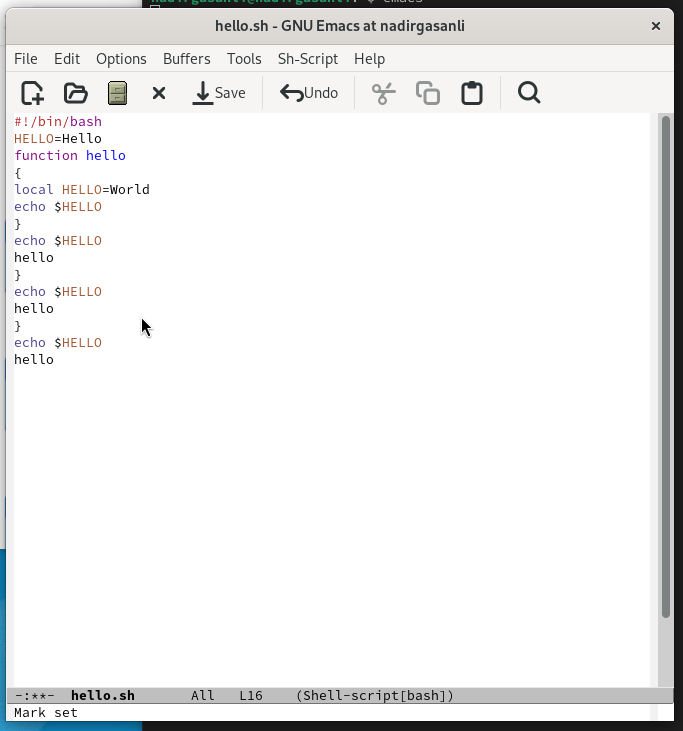 hello.sh - GNU Emacs at nadirgasanli
File Edit Options Buffers Tools Sh-Script Help
Save Undo
#!/bin/bash
HELLO=Hello
function hello
{
local HELLO=World
echo $HELLO
}
echo $HELLO
hello
}
echo $HELLO
hello
}
echo $HELLO
hello
-:**- hello.sh All L16 (Shell-script[bash])
Mark set